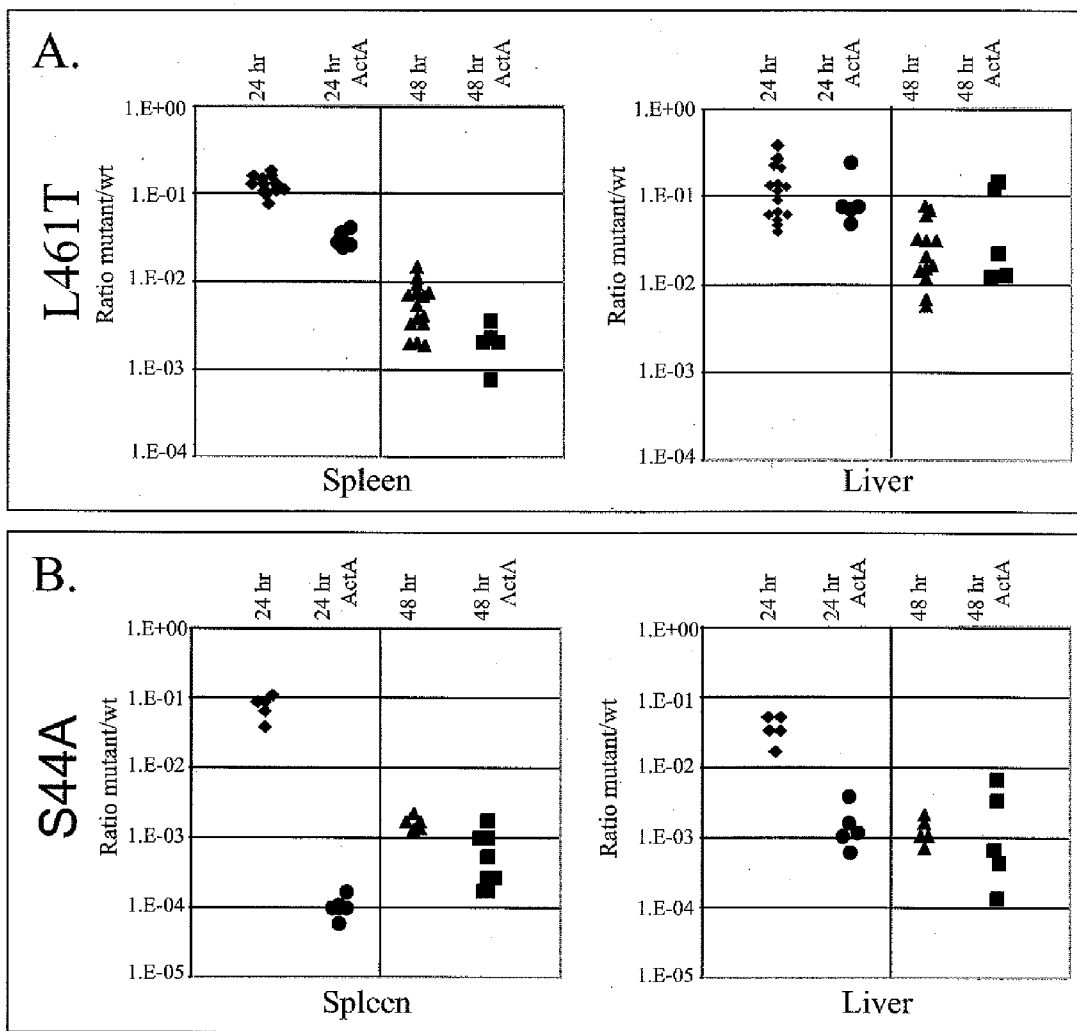 A.
L461T
24 hr
24 hr
ActA
48 hr
48 hr
ActA
Ratio mutant/wt
1.E+00
1.E-01
1.E-02
1.E-03
1.E-04
Spleen
24 hr
24 hr
ActA
48 hr
48 hr
ActA
Ratio mutant/wt
1.E+00
1.E-01
1.E-02
1.E-03
1.E-04
Liver
B.
S44A
24 hr
24 hr
ActA
48 hr
48 hr
ActA
Ratio mutant/wt
1.E+00
1.E-01
1.E-02
1.E-03
1.E-04
1.E-05
Spleen
24 hr
24 hr
ActA
48 hr
48 hr
ActA
Ratio mutant/wt
1.E+00
1.E-01
1.E-02
1.E-03
1.E-04
1.E-05
Liver